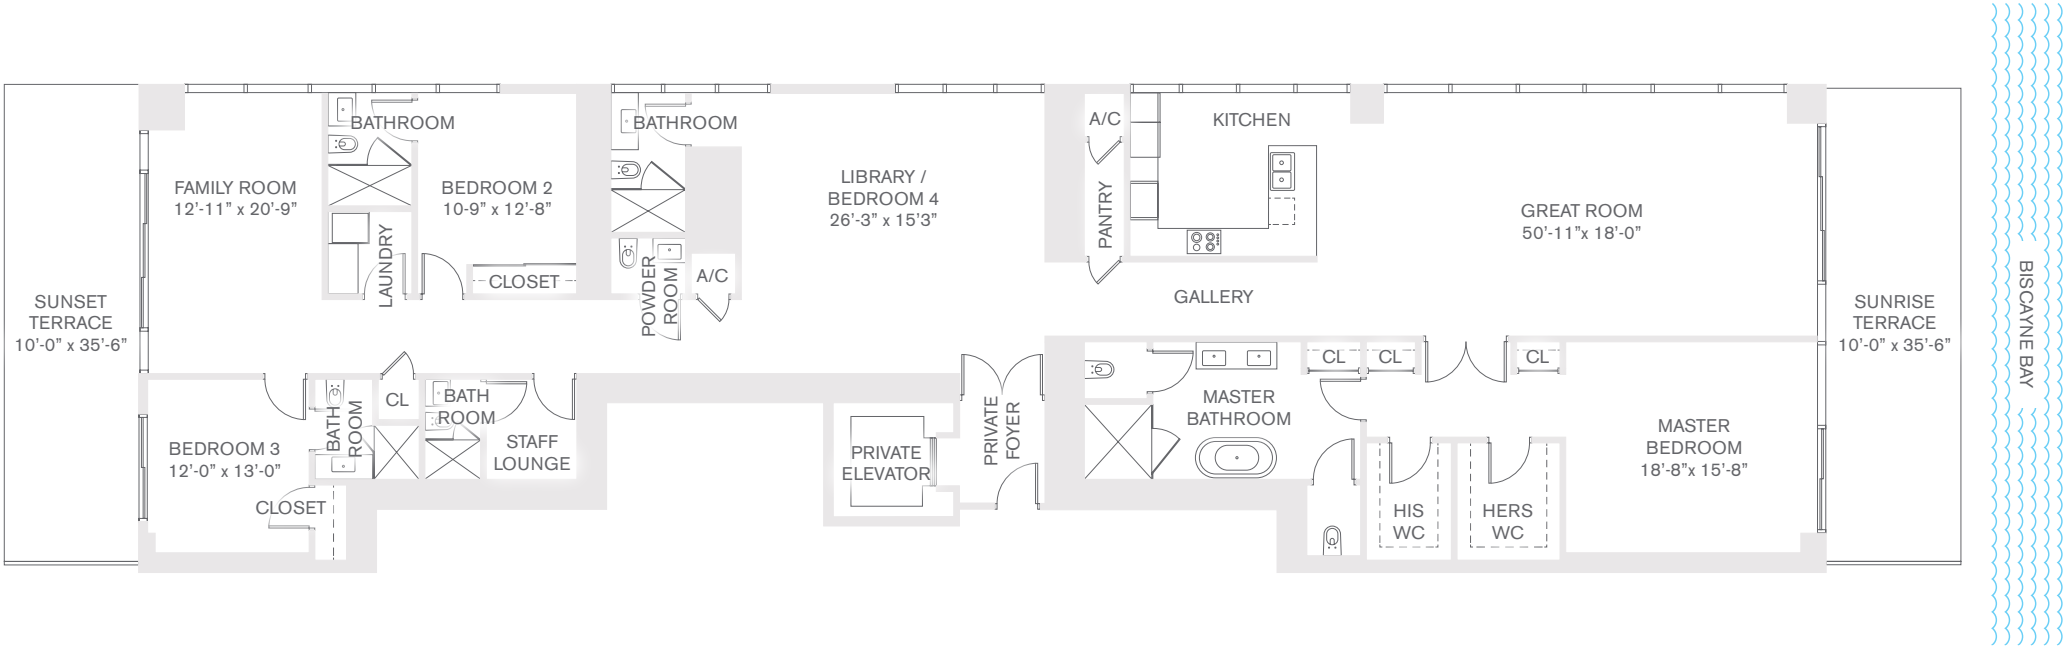 SUNSET
TERRACE
10'-0" x 35'-6"
FAMILY ROOM
12'-11" x 20'-9"
BATHROOM
BEDROOM 2
10-9" x 12'-8"
LAUNDRY
CLOSET
BATHROOM
POWDER
ROOM
A/C
LIBRARY /
BEDROOM 4
26'-3" x 15'3"
A/C
PANTRY
KITCHEN
GREAT ROOM
50'-11"x 18'-0"
GALLERY
SUNRISE
TERRACE
10'-0" x 35'-6"
BISCAYNE BAY
BEDROOM 3
12'-0" x 13'-0"
CLOSET
BATH
ROOM
CL
BATH
ROOM
STAFF
LOUNGE
PRIVATE
ELEVATOR
PRIVATE
FOYER
MASTER
BATHROOM
CL
CL
CL
HIS
WC
HERS
WC
MASTER
BEDROOM
18'-8"x 15'-8"